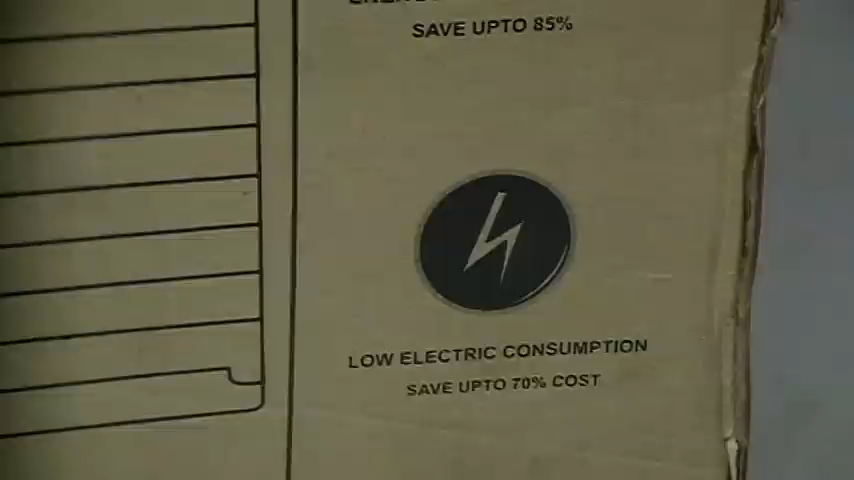 SAVE UPTO 85%
LOW ELECTRIC CONSUMPTION
SAVE UPTO 70% COST